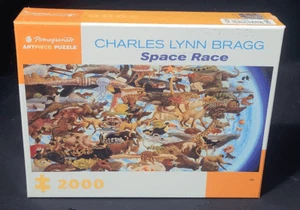 Pomegranate
ARTPIECE PUZZLE
CHARLES LYNN BRAGG
Space Race
2000